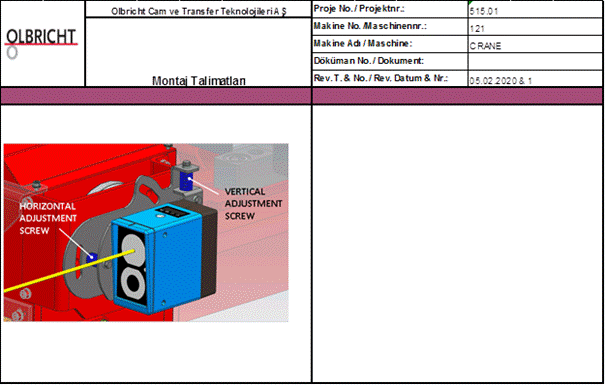 OLBRICHT
Olbricht Cam ve Transfer Teknolojileri A Ş
Montaj Talimatları
Proje No. / Projektnr.: 515.01
Makine No. /Maschinennr.: 121
Makine Adı / Maschine: CRANE
Döküman No. / Dokument:
Rev. T. & No. / Rev. Datum & Nr.: 05.02.2020 & 1
HORIZONTAL
ADJUSTMENT
SCREW
VERTICAL
ADJUSTMENT
SCREW